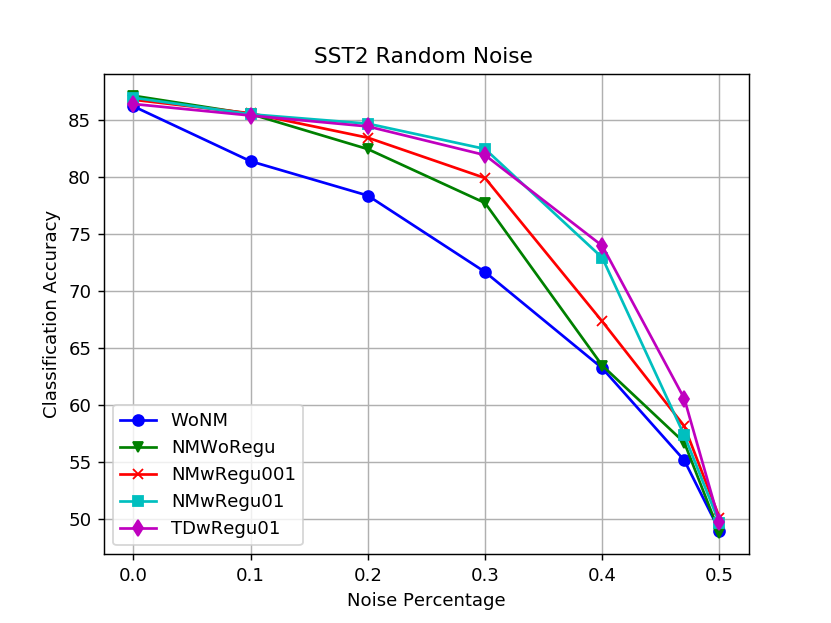 SST2 Random Noise
Classification Accuracy
85
80
75
70
65
60
55
50
WoNM
NMWoRegu
NMwRegu001
NMwRegu01
TDwRegu01
0.0 0.1 0.2 0.3 0.4 0.5
Noise Percentage